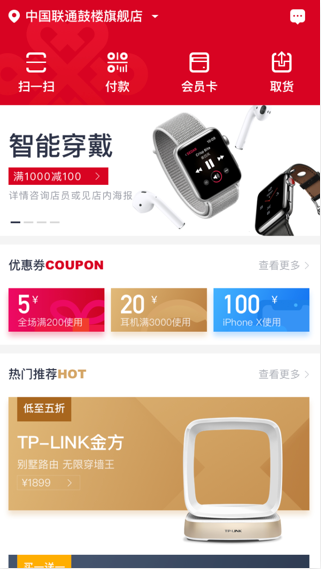 中国联通鼓楼旗舰店
扫一扫
付款
会员卡
取货
智能穿戴
满1000减100
详情咨询店员或见店内海报
优惠券COUPON
查看更多
5¥
全场满200使用
20¥
耳机满3000使用
100¥
iPhone X使用
热门推荐HOT
查看更多
低至五折
TP-LINK金方
别墅路由 无限穿墙王
¥1899
TP-LINK
买一送一